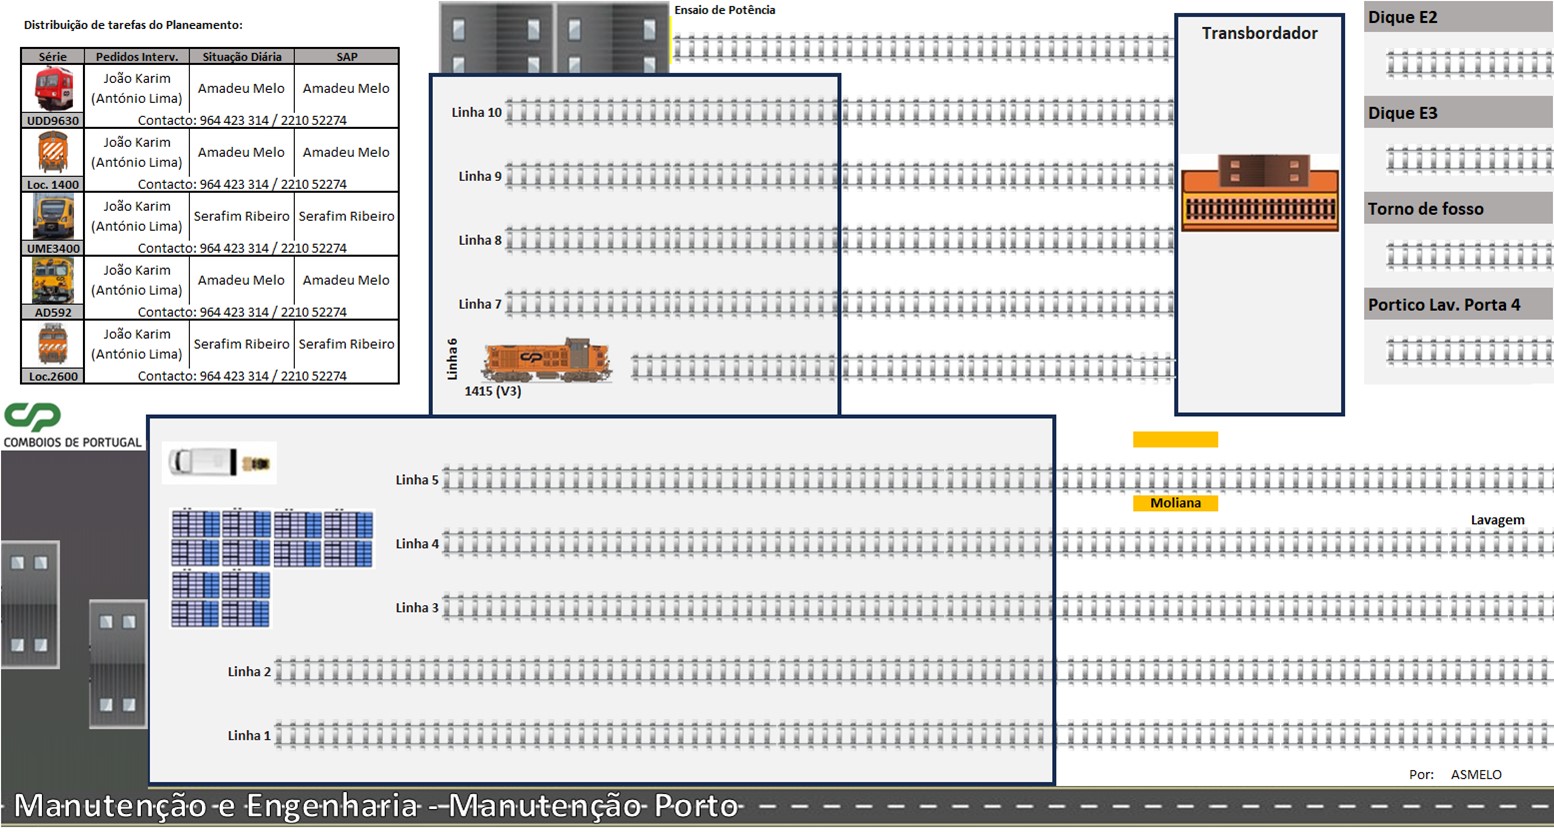 Distribuição de tarefas do Planeamento:
Série Pedidos Interv. Situação Diária SAP
João Karim
(António Lima) Amadeu Melo Amadeu Melo
UDD9630 Contacto: 964 423 314 / 2210 52274
João Karim
(António Lima) Amadeu Melo Amadeu Melo
Loc. 1400 Contacto: 964 423 314 / 2210 52274
João Karim
(António Lima) Serafim Ribeiro Serafim Ribeiro
UME3400 Contacto: 964 423 314 / 2210 52274
João Karim
(António Lima) Amadeu Melo Amadeu Melo
AD592 Contacto: 964 423 314 / 2210 52274
João Karim
(António Lima) Serafim Ribeiro Serafim Ribeiro
Loc.2600 Contacto: 964 423 314 / 2210 52274
CP
COMBOIOS DE PORTUGAL
Ensaio de Potência
Linha 10
Linha 9
Linha 8
Linha 7
Linha 6
CP
1415 (V3)
Transbordador
Dique E2
Dique E3
Torno de fosso
Portico Lav. Porta 4
Linha 5
Moliana
Lavagem
Linha 4
Linha 3
Linha 2
Linha 1
Por: ASMELO
Manutenção e Engenharia - Manutenção Porto